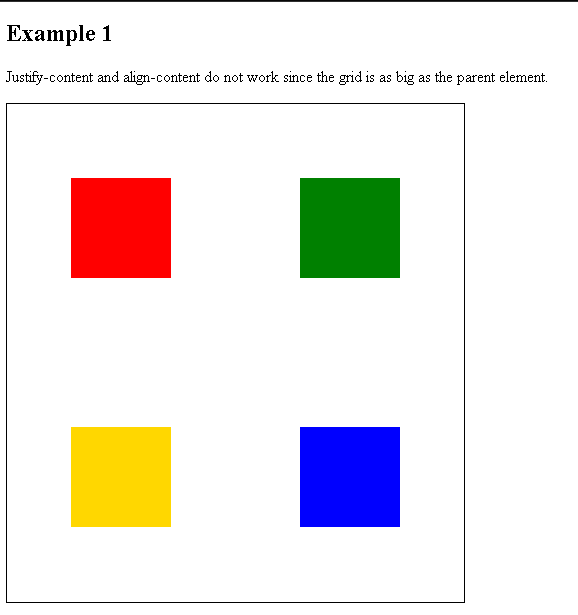 Example 1
Justify-content and align-content do not work since the grid is as big as the parent element.